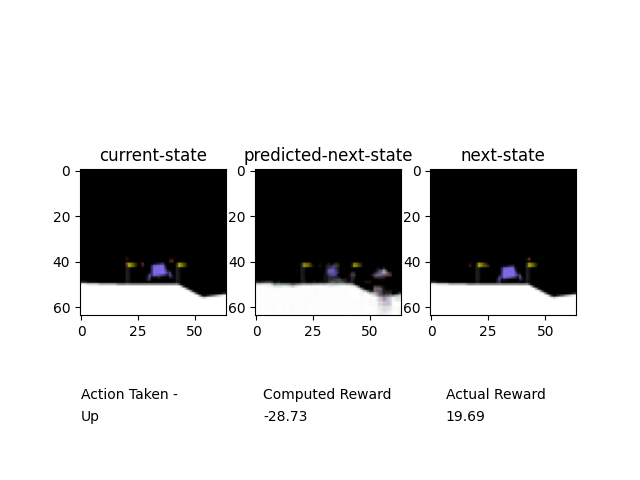 current-state predicted-next-state next-state
0 0 0
20 20 20
40 40 40
60 60 60
0 25 50 0 25 50 0 25 50
Action Taken - Computed Reward Actual Reward
Up -28.73 19.69